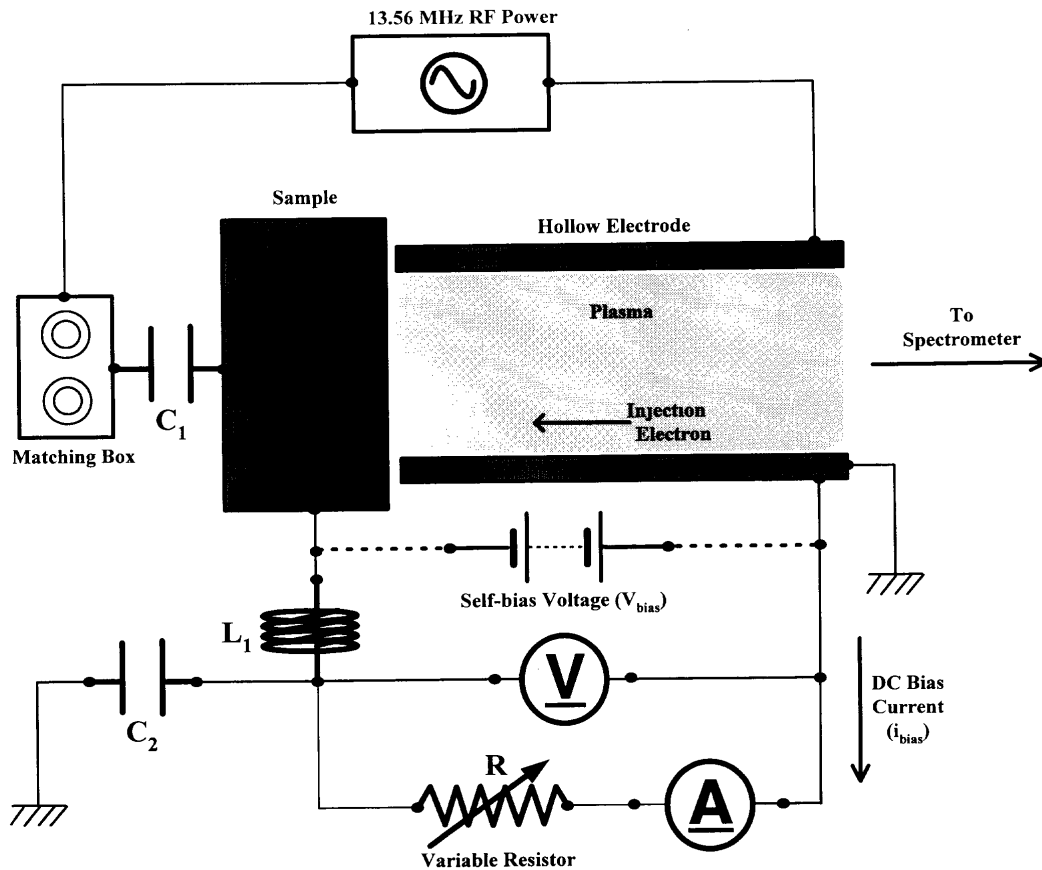 13.56 MHz RF Power
Sample
Hollow Electrode
Plasma
To
Spectrometer
Injection
Electron
C1
Matching Box
Self-bias Voltage (Vbias)
L1
V
DC Bias
Current
(ibias)
C2
R
A
Variable Resistor